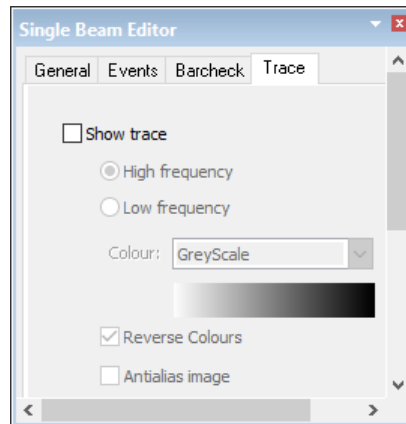 Single Beam Editor
General Events Barcheck Trace
Show trace
High frequency
Low frequency
Colour: GreyScale
Reverse Colours
Antialias image